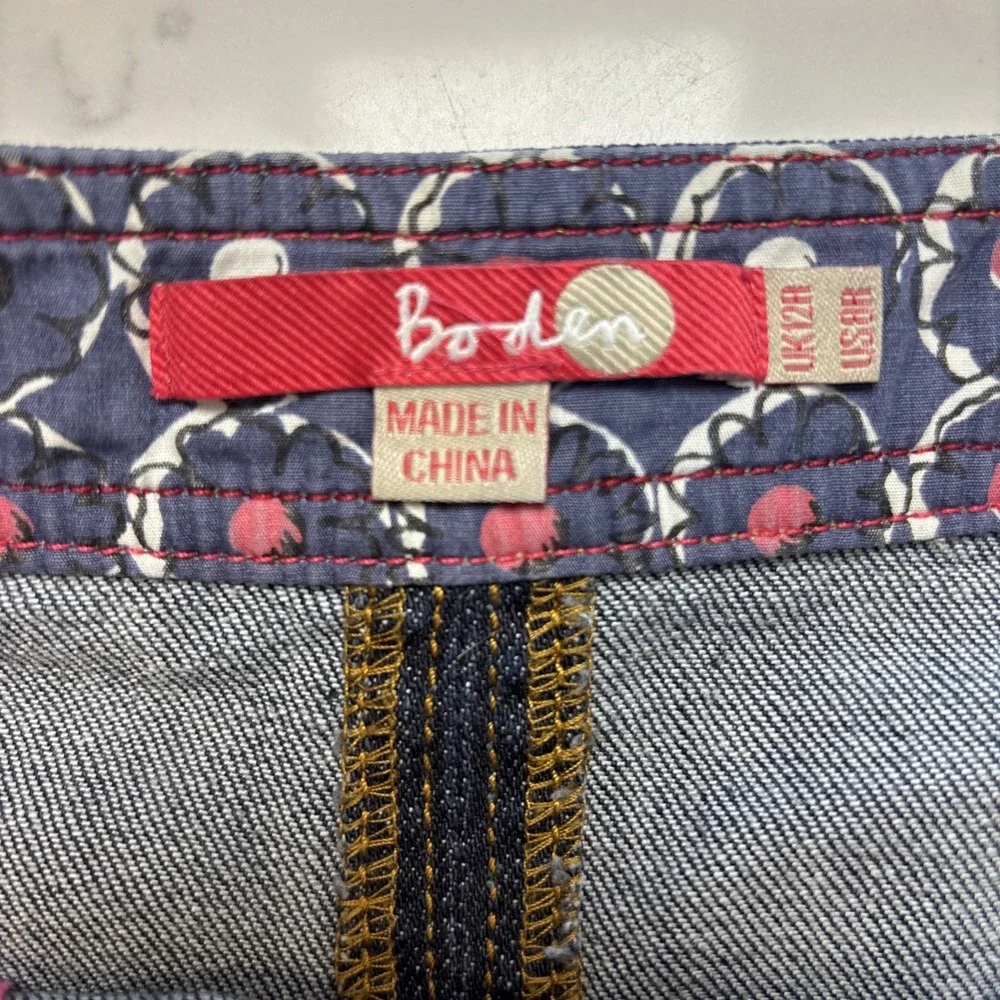 Boden
UK12R
US8R
MADE IN
CHINA